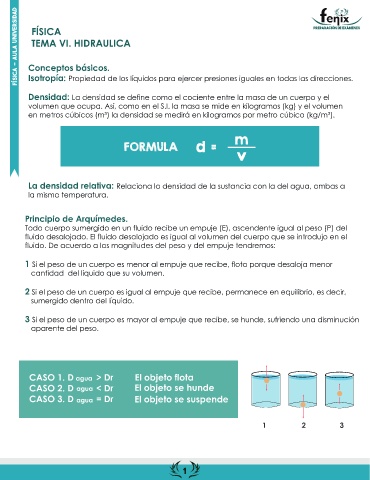 FÍSICA – AULA UNIVERSIDAD
fenix
PREPARACIÓN DE EXÁMENES
FÍSICA
TEMA VI. HIDRAULICA
Conceptos básicos.
Isotropía: Propiedad de los líquidos para ejercer presiones iguales en todas las direcciones.
Densidad: La densidad se define como el cociente entre la masa de un cuerpo y el
volumen que ocupa. Así, como en el S.I. la masa se mide en kilogramos (kg) y el volumen
en metros cúbicos (m³) la densidad se medirá en kilogramos por metro cúbico (kg/m³).
FORMULA d = m
v
La densidad relativa: Relaciona la densidad de la sustancia con la del agua, ambas a
la misma temperatura.
Principio de Arquímedes.
Todo cuerpo sumergido en un fluido recibe un empuje (E), ascendente igual al peso (P) del
fluido desalojado. El fluido desalojado es igual al volumen del cuerpo que se introdujo en el
fluido. De acuerdo a las magnitudes del peso y del empuje tendremos:
1 Si el peso de un cuerpo es menor al empuje que recibe, flota porque desaloja menor
cantidad del líquido que su volumen.
2 Si el peso de un cuerpo es igual al empuje que recibe, permanece en equilibrio, es decir,
sumergido dentro del líquido.
3 Si el peso de un cuerpo es mayor al empuje que recibe, se hunde, sufriendo una disminución
aparente del peso.
CASO 1. D agua > Dr El objeto flota
CASO 2. D agua < Dr El objeto se hunde
CASO 3. D agua = Dr El objeto se suspende
1 2 3
1